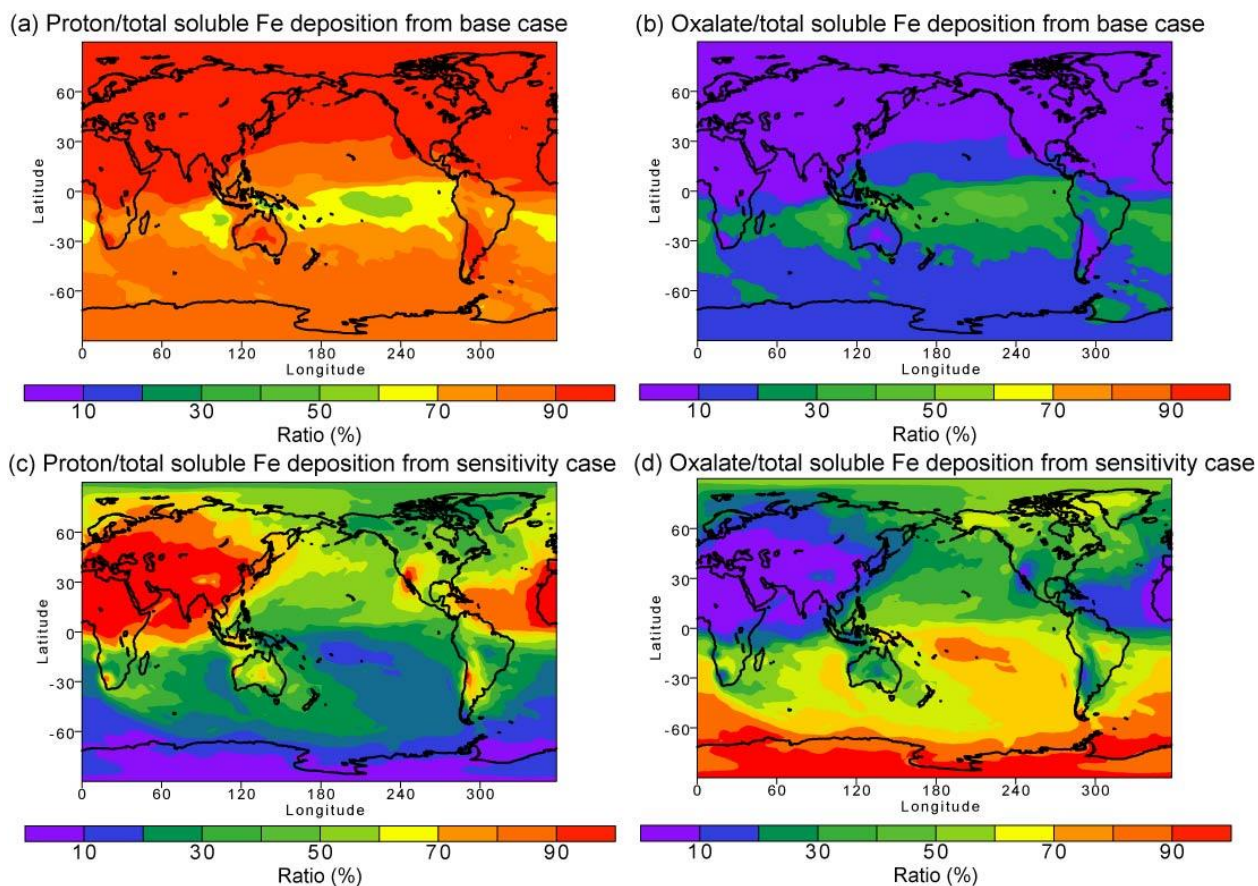 (a) Proton/total soluble Fe deposition from base case
60
30
0
-30
-60
Latitude
0 60 120 180 240 300
Longitude
10 30 50 70 90
Ratio (%)
(b) Oxalate/total soluble Fe deposition from base case
60
30
0
-30
-60
Latitude
0 60 120 180 240 300
Longitude
10 30 50 70 90
Ratio (%)
(c) Proton/total soluble Fe deposition from sensitivity case
60
30
0
-30
-60
Latitude
0 60 120 180 240 300
Longitude
10 30 50 70 90
Ratio (%)
(d) Oxalate/total soluble Fe deposition from sensitivity case
60
30
0
-30
-60
Latitude
0 60 120 180 240 300
Longitude
10 30 50 70 90
Ratio (%)